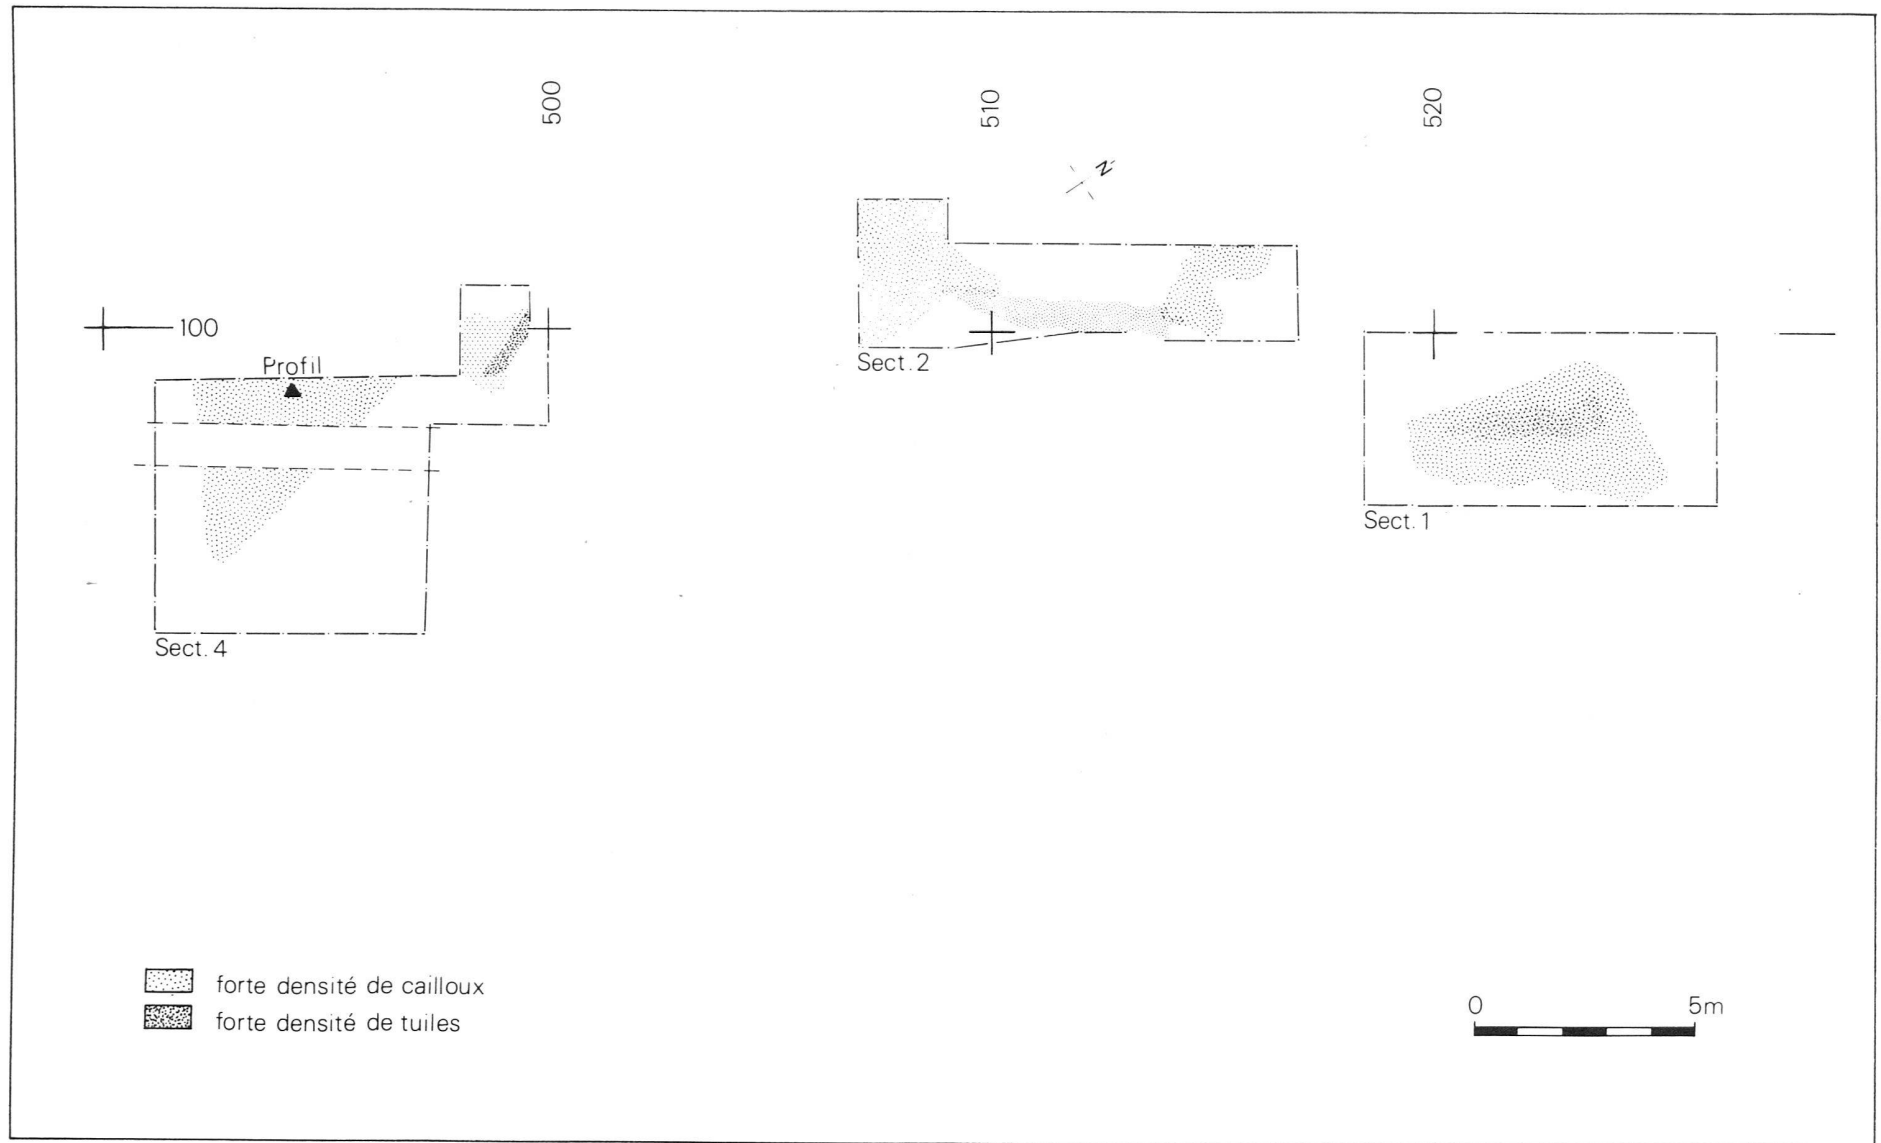 500
510
520
N
100
Profil
Sect. 2
Sect. 1
Sect. 4
forte densité de cailloux
forte densité de tuiles
0 5m